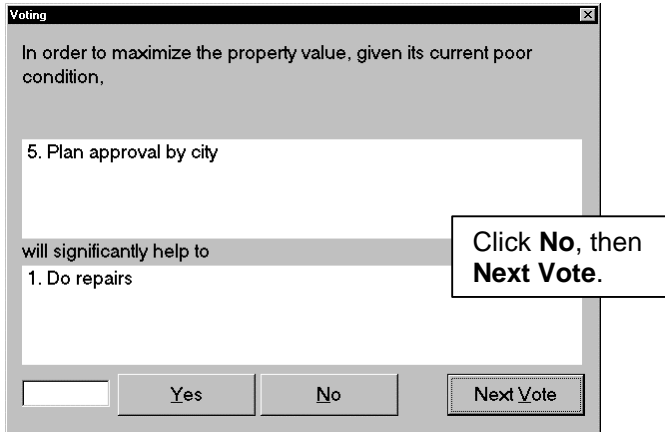 Voting
In order to maximize the property value, given its current poor
condition,
5. Plan approval by city
will significantly help to
1. Do repairs
Click No, then
Next Vote.
Yes
No
Next Vote